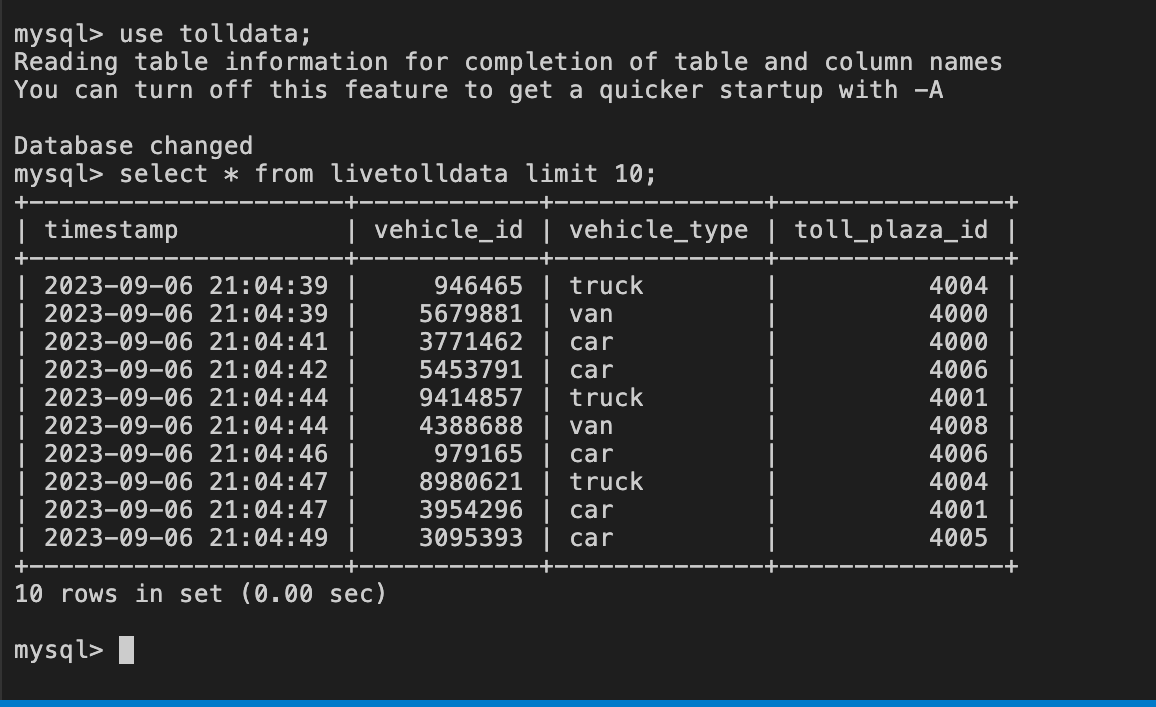 mysql> use tolldata;
Reading table information for completion of table and column names
You can turn off this feature to get a quicker startup with -A

Database changed
mysql> select * from livetolldata limit 10;
+---------------------+------------+--------------+---------------+
| timestamp           | vehicle_id | vehicle_type | toll_plaza_id |
+---------------------+------------+--------------+---------------+
| 2023-09-06 21:04:39 |     946465 | truck        |          4004 |
| 2023-09-06 21:04:39 |    5679881 | van          |          4000 |
| 2023-09-06 21:04:41 |    3771462 | car          |          4000 |
| 2023-09-06 21:04:42 |    5453791 | car          |          4006 |
| 2023-09-06 21:04:44 |    9414857 | truck        |          4001 |
| 2023-09-06 21:04:44 |    4388688 | van          |          4008 |
| 2023-09-06 21:04:46 |     979165 | car          |          4006 |
| 2023-09-06 21:04:47 |    8980621 | truck        |          4004 |
| 2023-09-06 21:04:47 |    3954296 | car          |          4001 |
| 2023-09-06 21:04:49 |    3095393 | car          |          4005 |
+---------------------+------------+--------------+---------------+
10 rows in set (0.00 sec)

mysql>